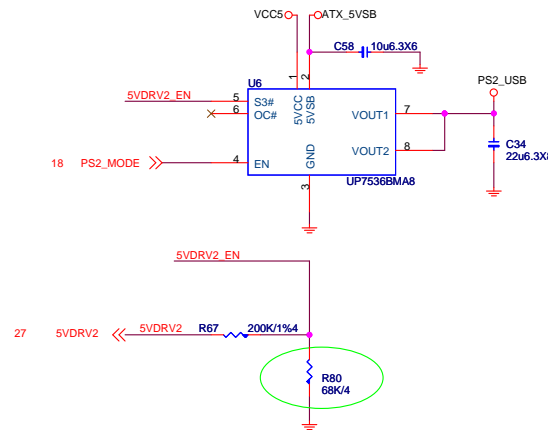 VCC5
ATX_5VSB
C58 10u6.3X6
U6
1
2
PS2_USB
5VDRV2_EN
5
S3#
5VCC
5VSB
VOUT1
7
6
OC#
C34
22u6.3X8
18 PS2_MODE
4
EN
GND
VOUT2
8
3
UP7536BMA8
5VDRV2_EN
27 5VDRV2
5VDRV2
R67 200K/1%4
R80
68K/4